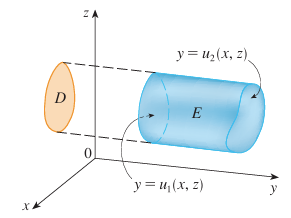 z
y = u₂(x, z)
D
E
0
y = u₁(x, z)
x
y